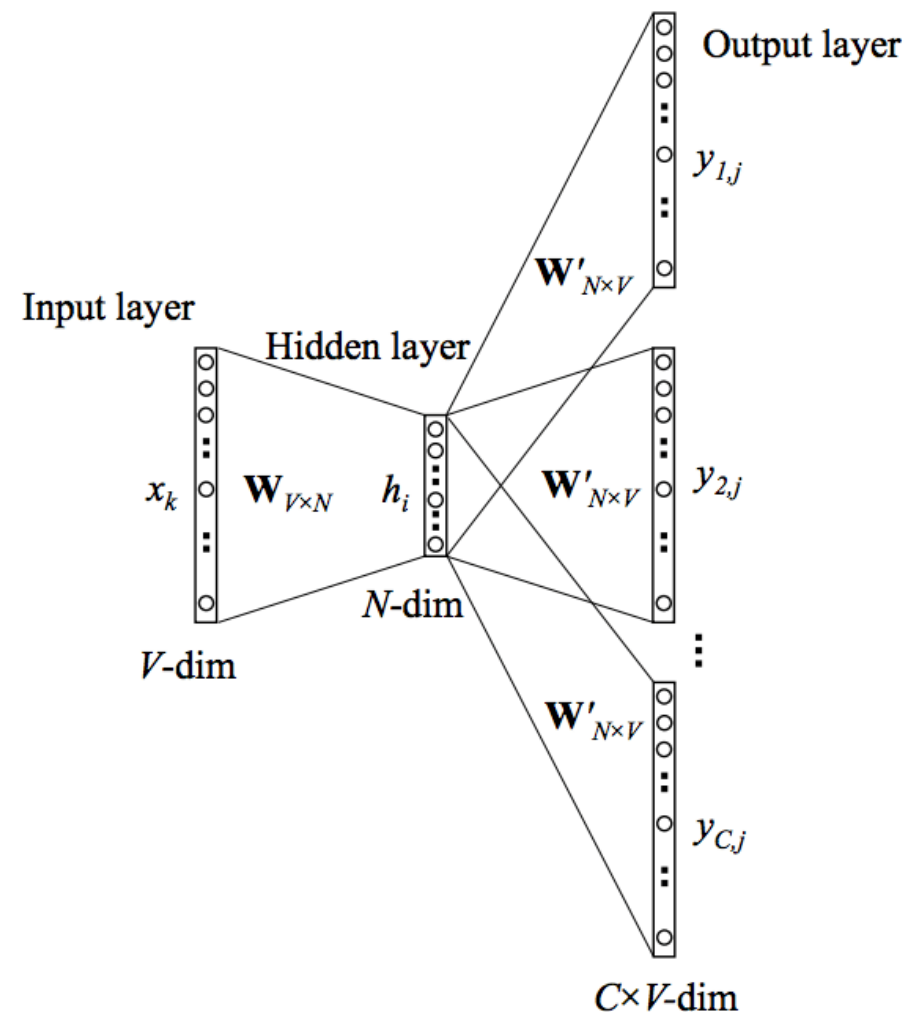 Output layer
y1,j
W'N×V
Input layer
Hidden layer
xk
WV×N
hi
W'N×V
y2,j
N-dim
V-dim
W'N×V
yC,j
C×V-dim